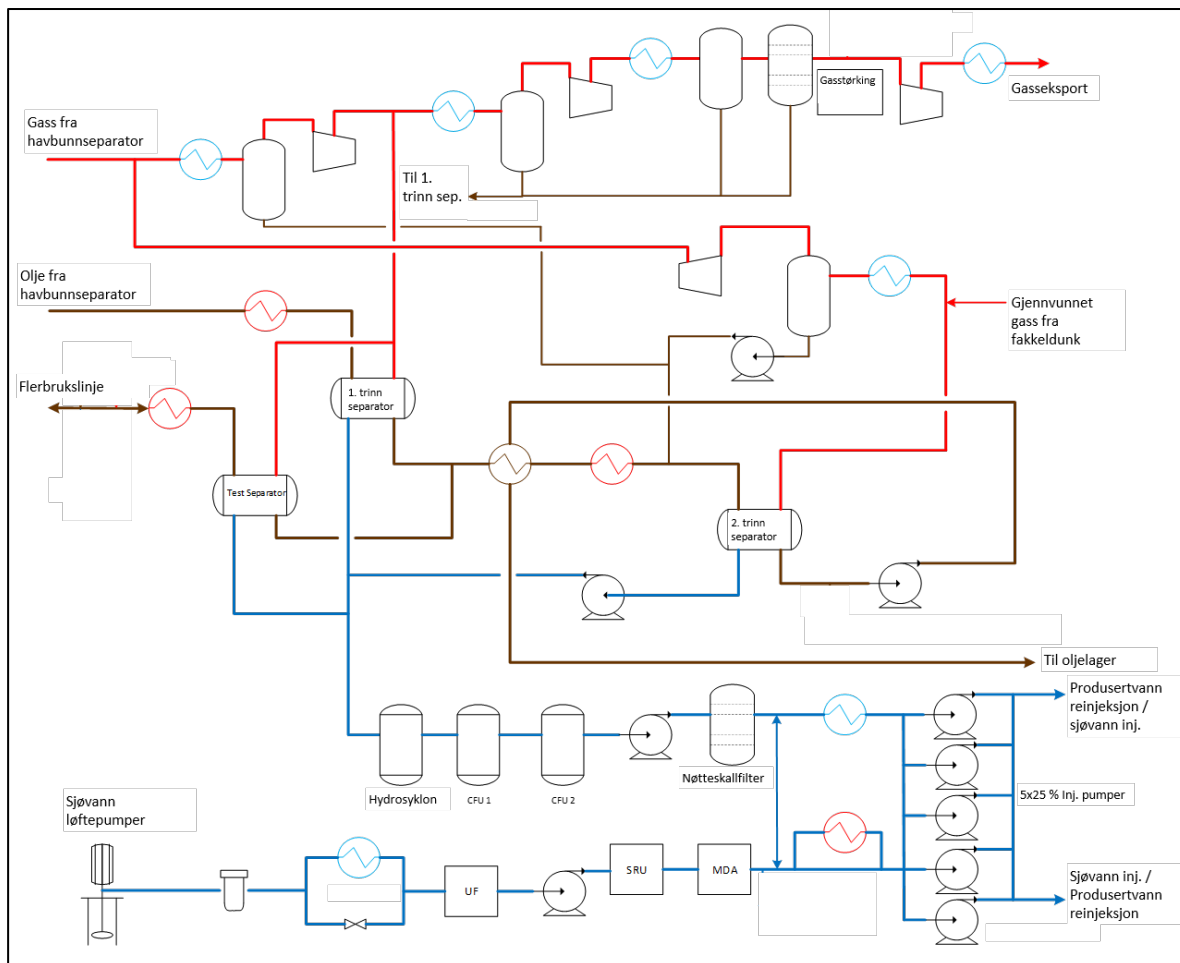 Gasstørking
Gasseksport
Gass fra
havbunnseparator
Til 1.
trinn sep.
Olje fra
havbunnseparator
Gjennvunnet
gass fra
fakkeldunk
Flerbrukslinje
1. trinn
separator
Test Separator
2. trinn
separator
Til oljelager
Produsertvann
reinjeksjon /
sjøvann inj.
Nøtteskallfilter
Hydrosyklon
CFU 1
CFU 2
5x25 % Inj. pumper
Sjøvann
løftepumper
UF
SRU
MDA
Sjøvann inj. /
Produsertvann
reinjeksjon